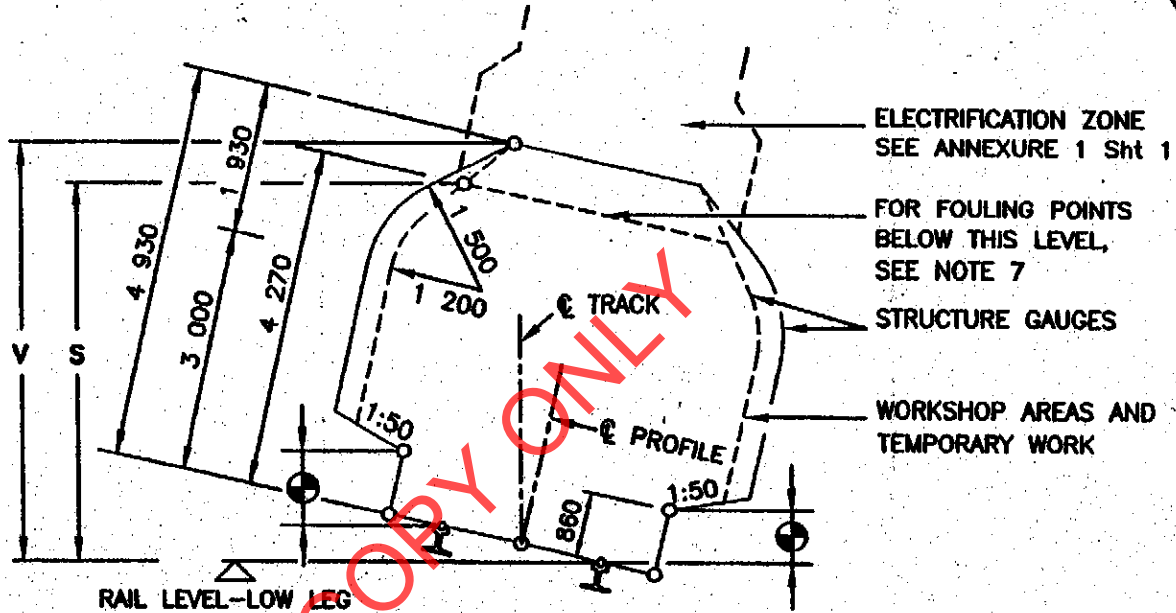 ELECTRIFICATION ZONE
SEE ANNEXURE 1 Sht 1
FOR FOULING POINTS
BELOW THIS LEVEL,
SEE NOTE 7
STRUCTURE GAUGES
WORKSHOP AREAS AND
TEMPORARY WORK
4 930
1 930
3 000
4 270
V
S
1 500
1 200
℄ TRACK
℄ PROFILE
1:50
1:50
860
RAIL LEVEL-LOW LEG
COPY ONLY